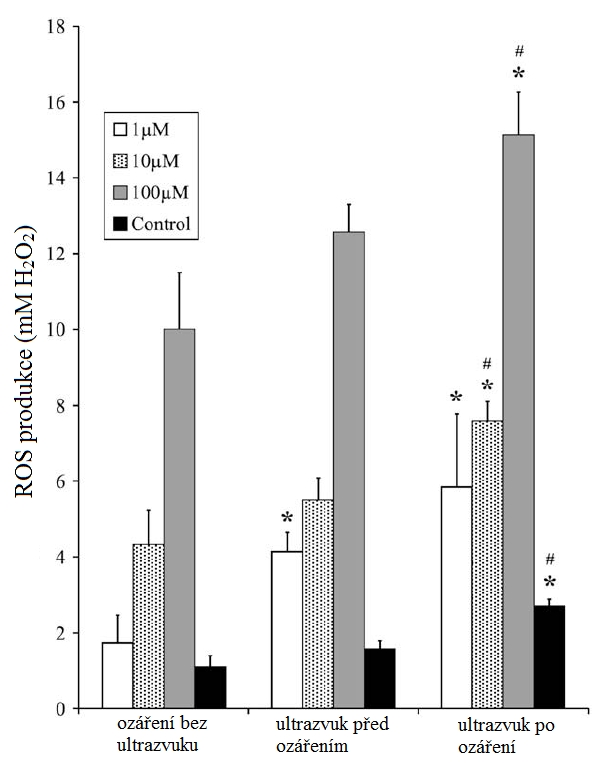 18
16
14
12
10
8
6
4
2
0
ROS produkce (mM H₂O₂)
1µM
10µM
100µM
Control
*
*
#
*
#
*
#
*
ozáření bez
ultrazvuku
ultrazvuk před
ozářením
ultrazvuk po
ozáření